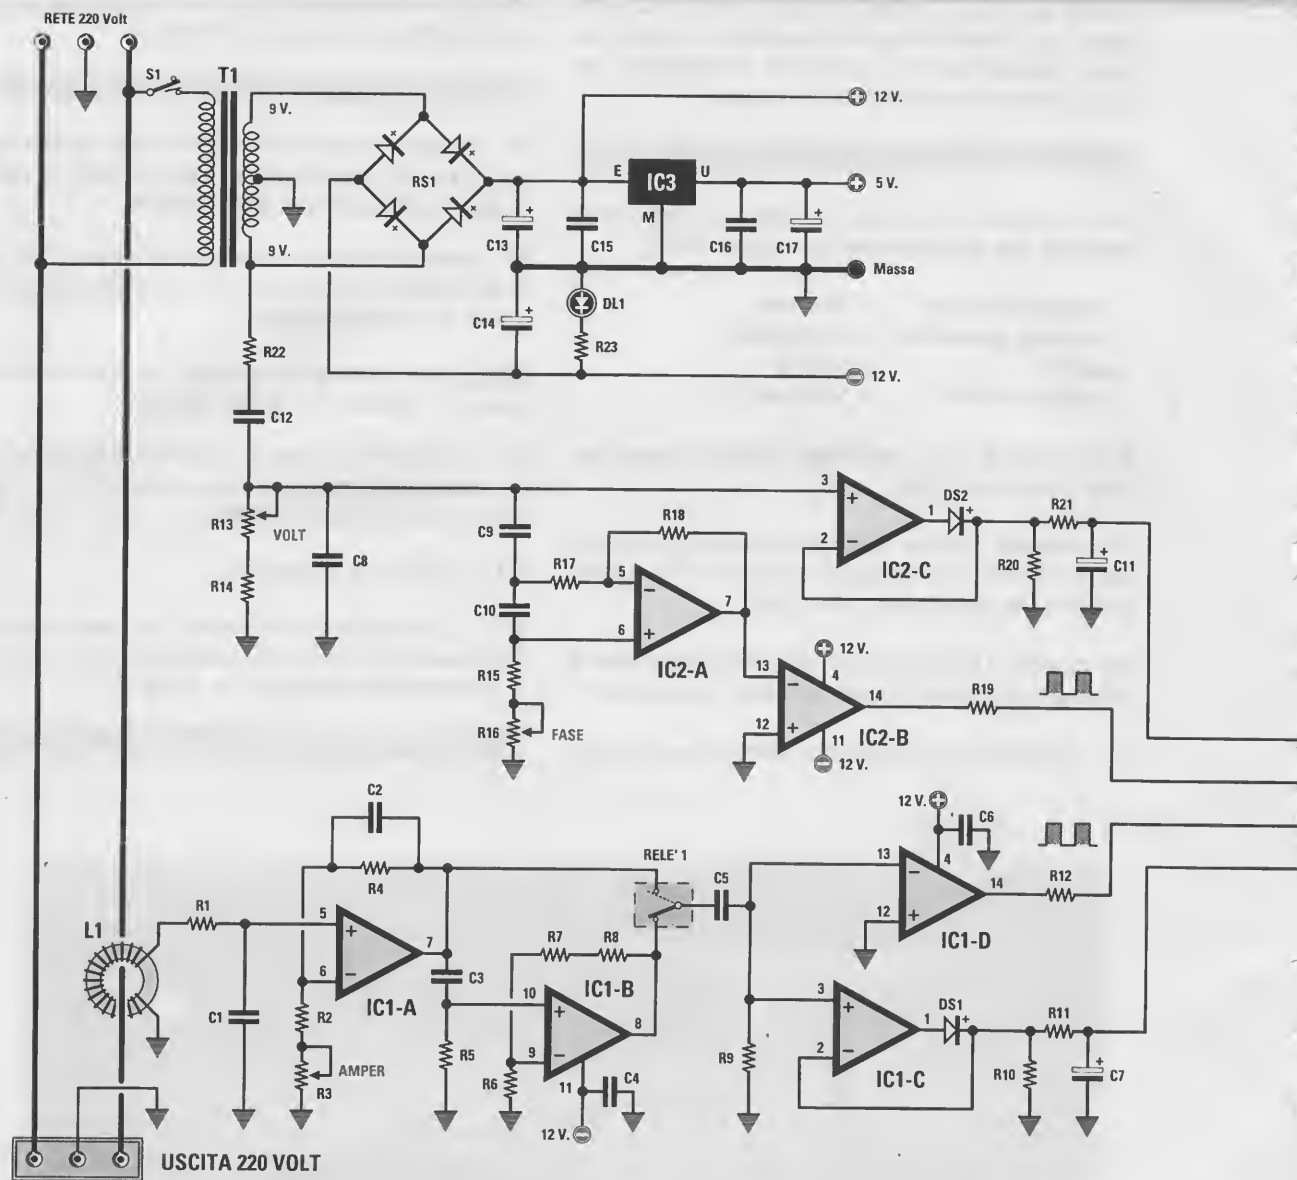 RETE 220 Volt
S1
T1
9 V.
9 V.
RS1
12 V.
E
IC3
U
M
5 V.
C13
C15
C16
C17
Massa
C14
DL1
R23
12 V.
R22
C12
R13
VOLT
R14
C8
C9
R17
R18
C10
5
6
7
IC2-A
R15
R16
FASE
3
2
1
DS2
IC2-C
R21
R20
C11
12 V.
13
4
14
12
11
IC2-B
12 V.
R19
C2
R4
L1
R1
C1
5
6
7
IC1-A
R2
R3
AMPER
C3
R5
R7
R8
IC1-B
10
9
8
11
R6
C4
12 V.
RELE' 1
C5
R9
12 V.
C6
13
4
14
12
IC1-D
R12
3
2
1
DS1
IC1-C
R11
R10
C7
USCITA 220 VOLT